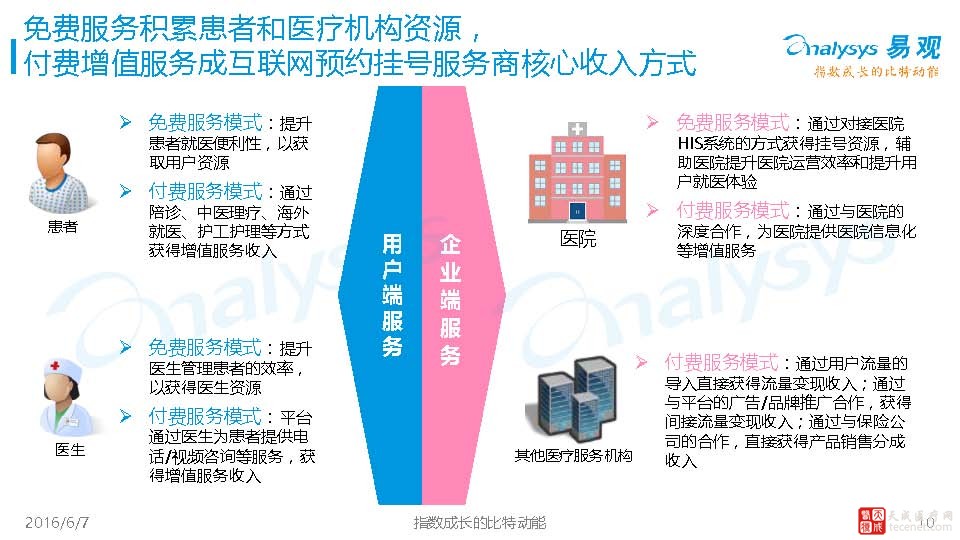 免费服务积累患者和医疗机构资源，
付费增值服务成互联网预约挂号服务商核心收入方式
analysys 易观
指数成长的比特动能
患者
➢ 免费服务模式：提升
患者就医便利性，以获
取用户资源
➢ 付费服务模式：通过
陪诊、中医理疗、海外
就医、护工护理等方式
获得增值服务收入
医生
➢ 免费服务模式：提升
医生管理患者的效率，
以获得医生资源
➢ 付费服务模式：平台
通过医生为患者提供电
话/视频咨询等服务，获
得增值服务收入
用户端服务
企业端服务
医院
➢ 免费服务模式：通过对接医院
HIS系统的方式获得挂号资源，辅
助医院提升医院运营效率和提升用
户就医体验
➢ 付费服务模式：通过与医院的
深度合作，为医院提供医院信息化
等增值服务
其他医疗服务机构
➢ 付费服务模式：通过用户流量的
导入直接获得流量变现收入；通过
与平台的广告/品牌推广合作，获得
间接流量变现收入；通过与保险公
司的合作，直接获得产品销售分成
收入
analysys
analysys
2016/6/7
指数成长的比特动能
10
天成医疗网
tecenet.com